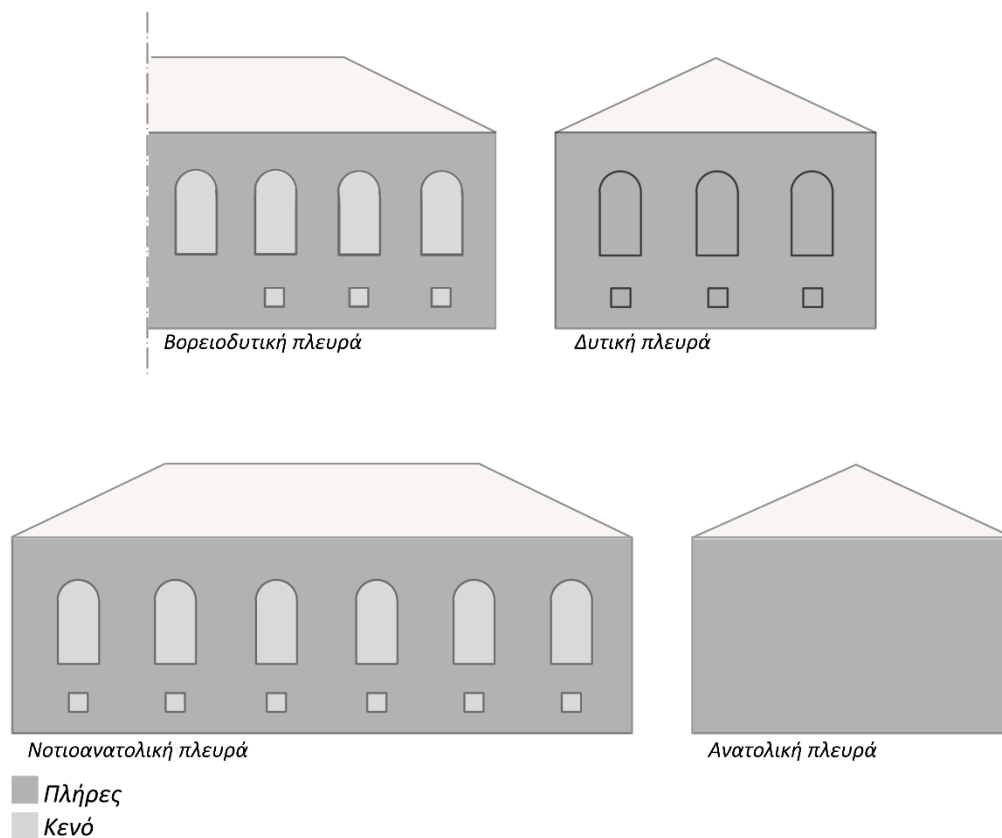 Βορειοδυτική πλευρά
Δυτική πλευρά
Νοτιοανατολική πλευρά
Ανατολική πλευρά
Πλήρες
Κενό